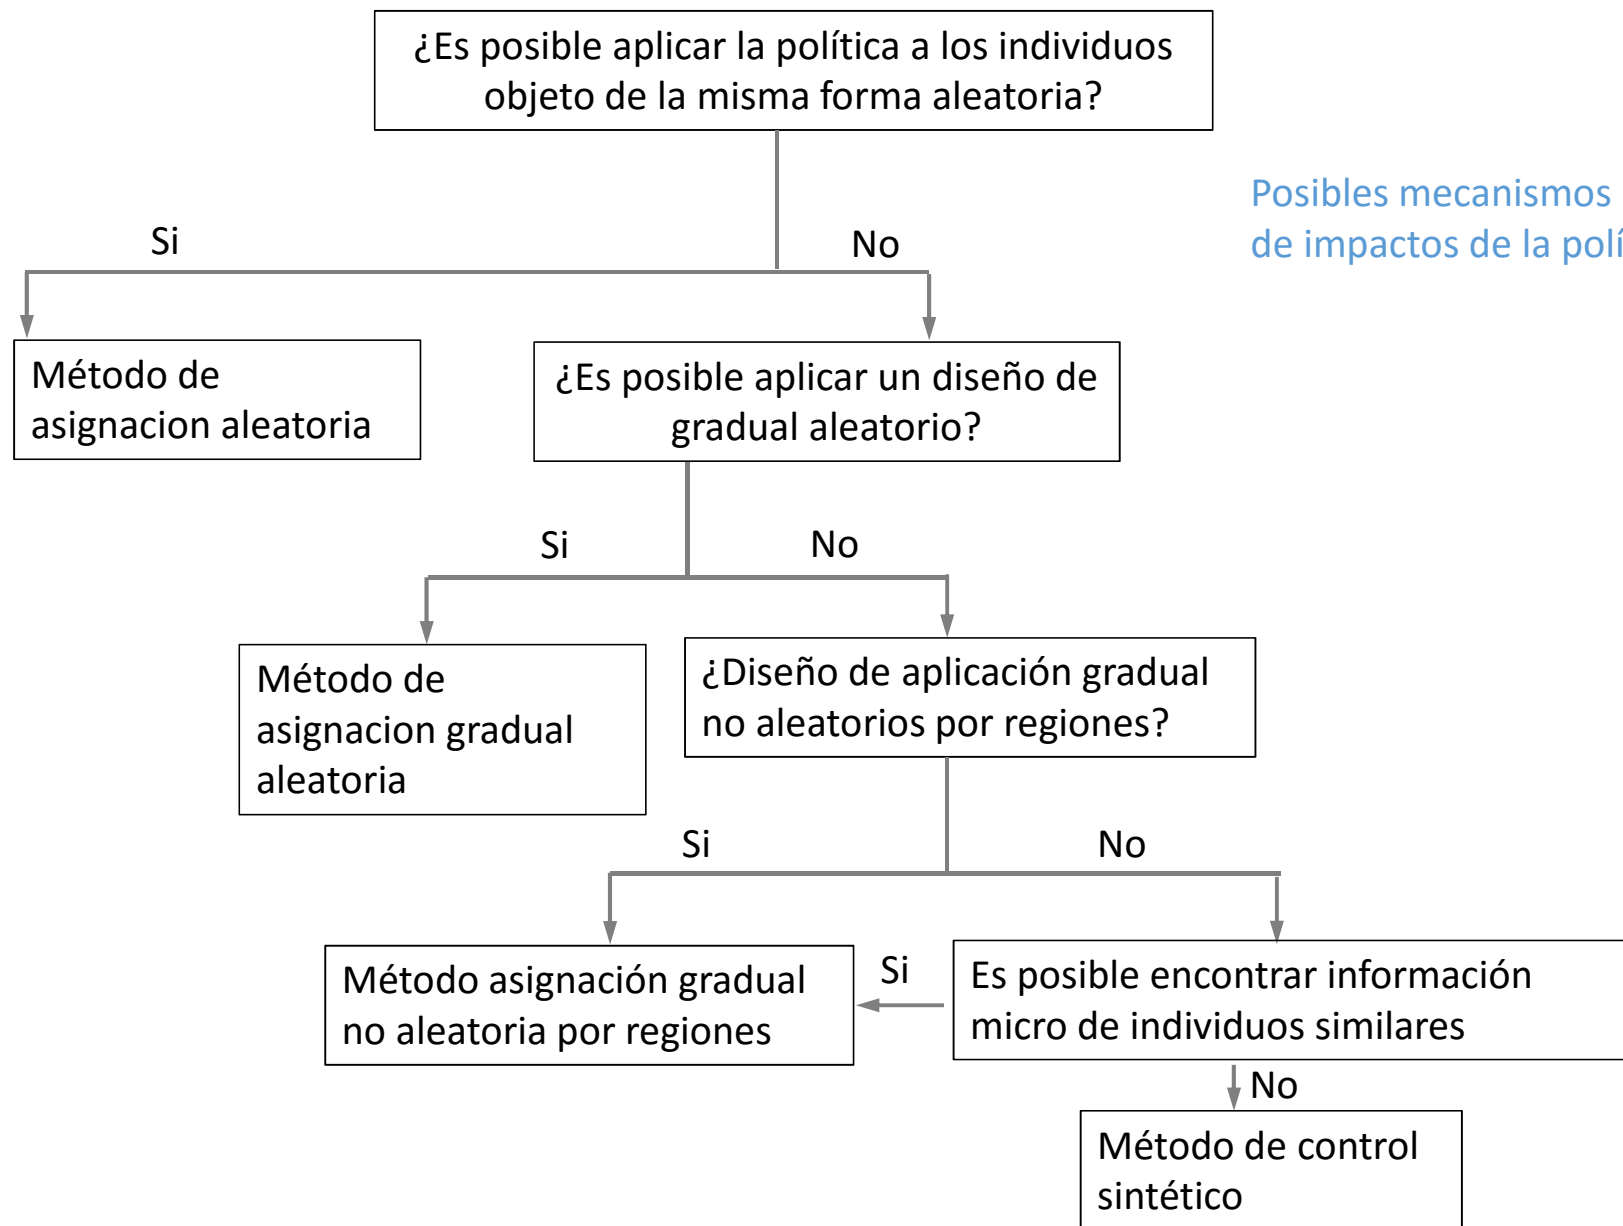 ¿Es posible aplicar la política a los individuos
objeto de la misma forma aleatoria?
Posibles mecanismos
de impactos de la polí
Si
No
Método de
asignacion aleatoria
¿Es posible aplicar un diseño de
gradual aleatorio?
Si
No
Método de
asignacion gradual
aleatoria
¿Diseño de aplicación gradual
no aleatorios por regiones?
Si
No
Método asignación gradual
no aleatoria por regiones
Si
Es posible encontrar información
micro de individuos similares
No
Método de control
sintético